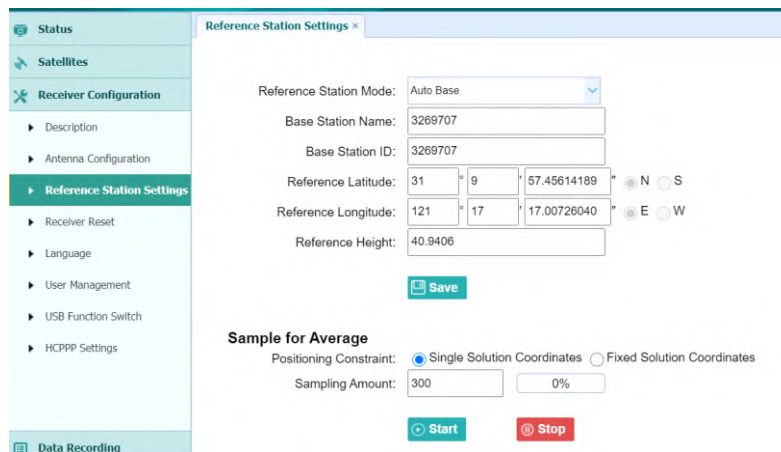 Status
Satellites
Receiver Configuration
Description
Antenna Configuration
Reference Station Settings
Receiver Reset
Language
User Management
USB Function Switch
HCPPP Settings
Data Recording
Reference Station Settings ×
Reference Station Mode: Auto Base
Base Station Name: 3269707
Base Station ID: 3269707
Reference Latitude: 31 ° 9 ' 57.45614189 " N S
Reference Longitude: 121 ° 17 ' 17.00726040 " E W
Reference Height: 40.9406
Save
Sample for Average
Positioning Constraint: Single Solution Coordinates Fixed Solution Coordinates
Sampling Amount: 300 0%
Start Stop